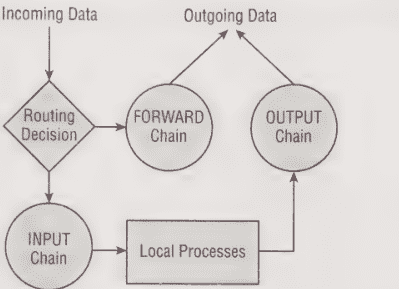 Incoming Data
Outgoing Data
Routing
Decision
FORWARD
Chain
OUTPUT
Chain
INPUT
Chain
Local Processes